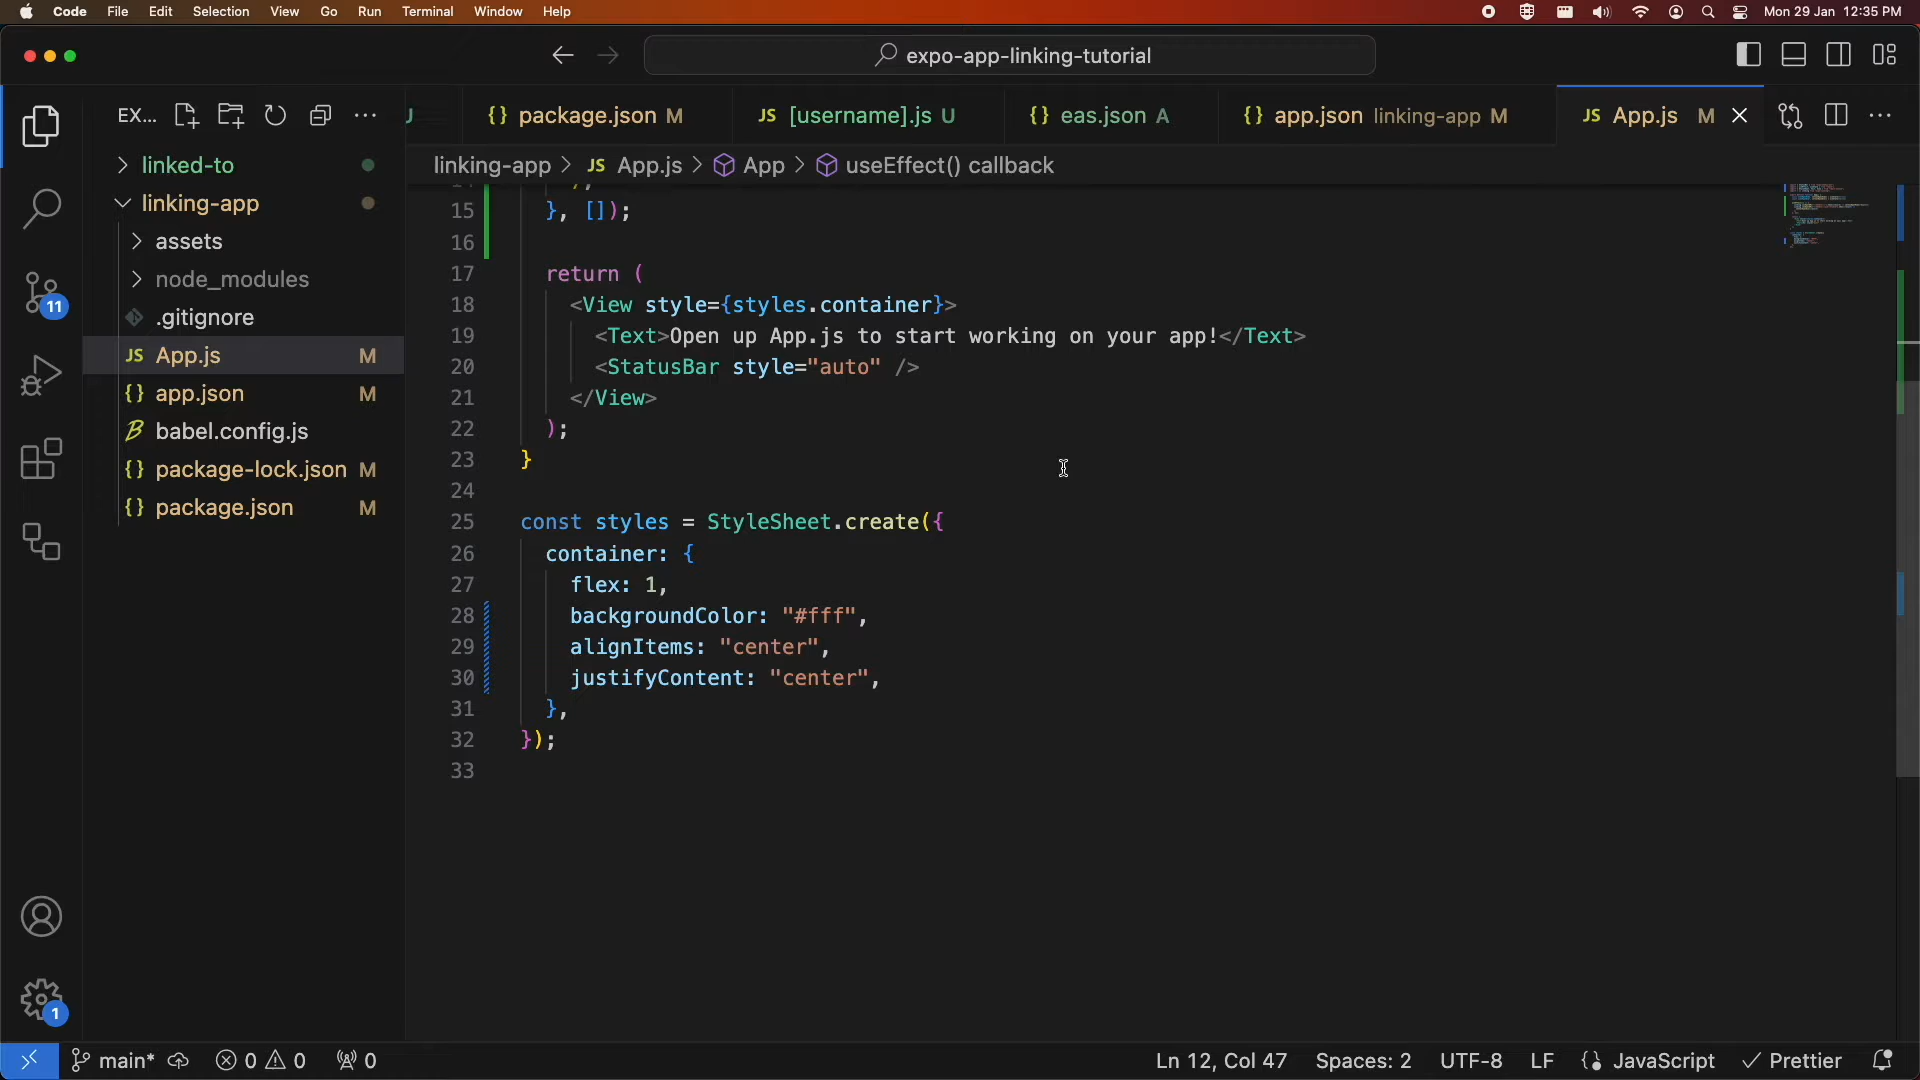 Code File Edit Selection View Go Run Terminal Window Help Mon 29 Jan 12:35 PM
expo-app-linking-tutorial
EX... package.json M [username].js U eas.json A app.json linking-app M JS App.js M
linking-app > JS App.js > App > useEffect() callback
linked-to
linking-app
assets
node_modules
.gitignore
JS App.js M
{} app.json M
babel.config.js
{} package-lock.json M
{} package.json M
11
1
15 }, []);
16
17 return (
18 <View style={styles.container}>
19 <Text>Open up App.js to start working on your app!</Text>
20 <StatusBar style="auto" />
21 </View>
22 );
23 }
24
25 const styles = StyleSheet.create({
26 container: {
27 flex: 1,
28 backgroundColor: "#fff",
29 alignItems: "center",
30 justifyContent: "center",
31 },
32 });
33
main* 0 0 0 Ln 12, Col 47 Spaces: 2 UTF-8 LF JavaScript Prettier